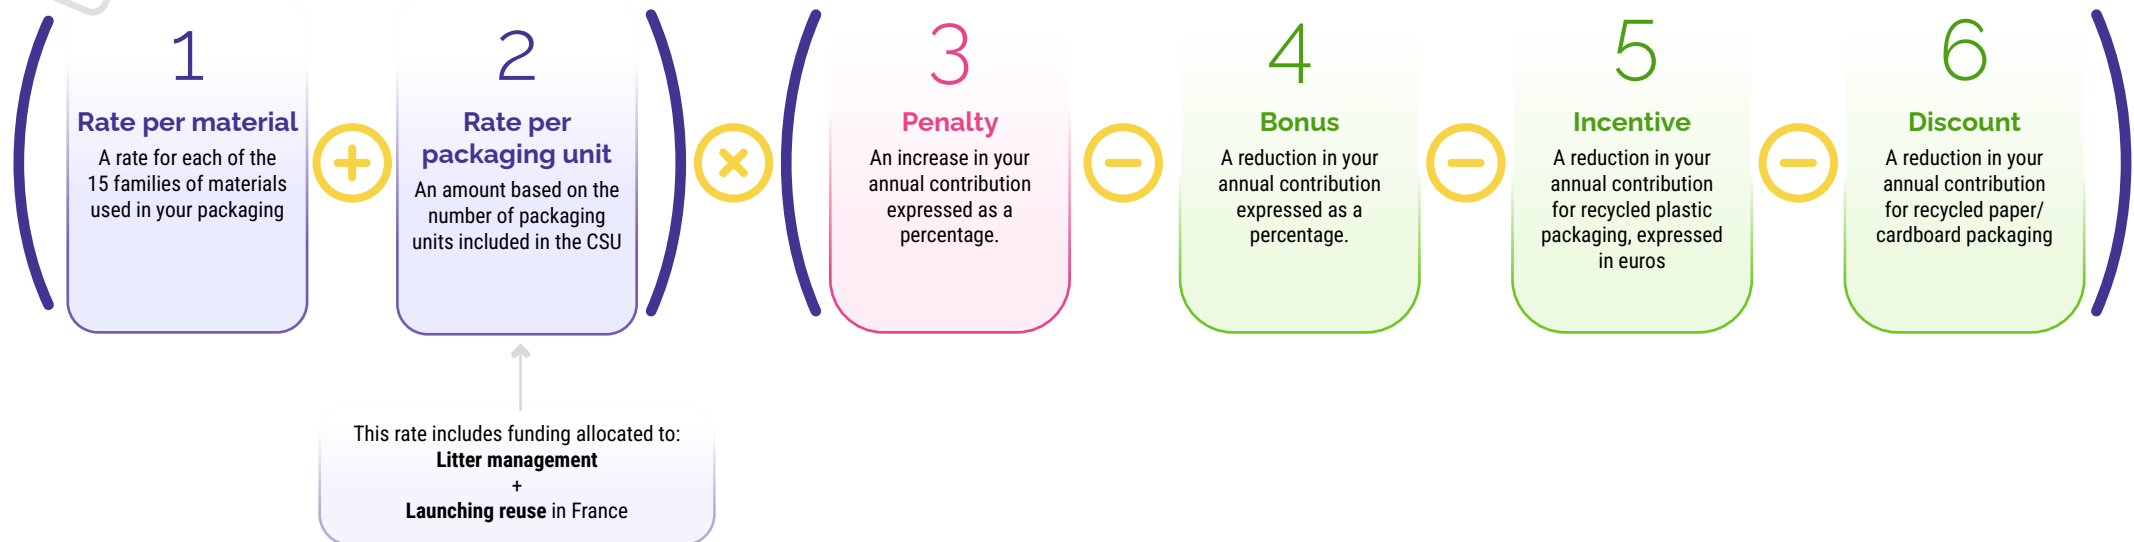 1
Rate per material
A rate for each of the
15 families of materials
used in your packaging
+
2
Rate per
packaging unit
An amount based on the
number of packaging
units included in the CSU
×
3
Penalty
An increase in your
annual contribution
expressed as a
percentage.
−
4
Bonus
A reduction in your
annual contribution
expressed as a
percentage.
−
5
Incentive
A reduction in your
annual contribution
for recycled plastic
packaging, expressed
in euros
−
6
Discount
A reduction in your
annual contribution
for recycled paper/
cardboard packaging
This rate includes funding allocated to:
Litter management
+
Launching reuse in France